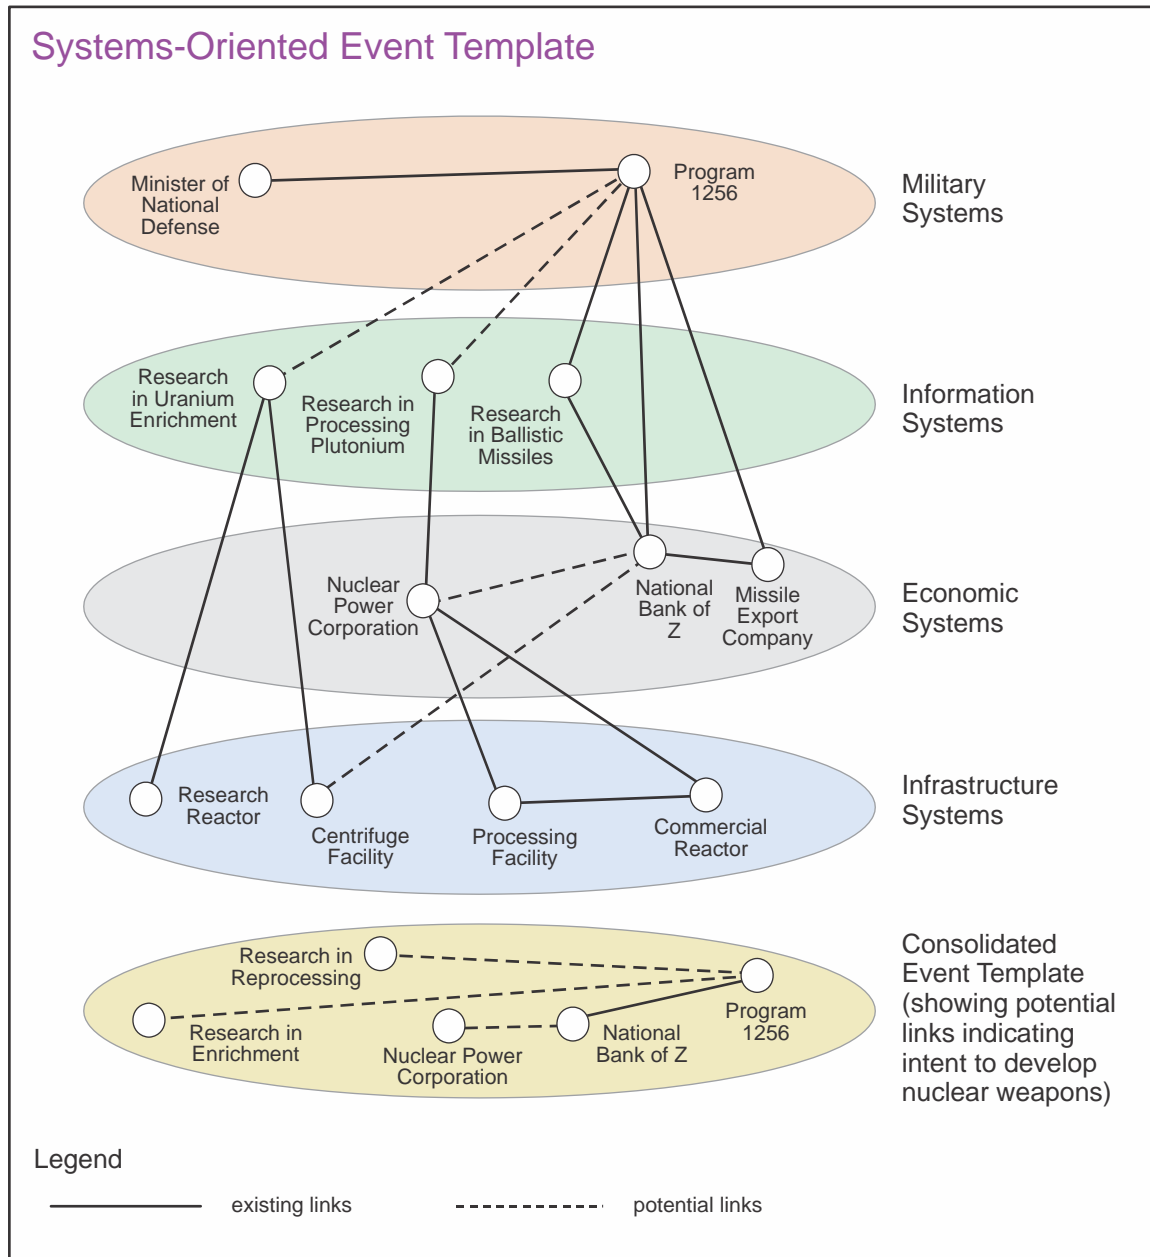 Systems-Oriented Event Template
Minister of
National
Defense
Program
1256
Military
Systems
Research
in Uranium
Enrichment
Research in
Processing
Plutonium
Research
in Ballistic
Missiles
Information
Systems
Nuclear
Power
Corporation
National
Bank of
Z
Missile
Export
Company
Economic
Systems
Research
Reactor
Centrifuge
Facility
Processing
Facility
Commercial
Reactor
Infrastructure
Systems
Research in
Reprocessing
Research in
Enrichment
Nuclear Power
Corporation
National
Bank of Z
Program
1256
Consolidated
Event Template
(showing potential
links indicating
intent to develop
nuclear weapons)
Legend
existing links
potential links